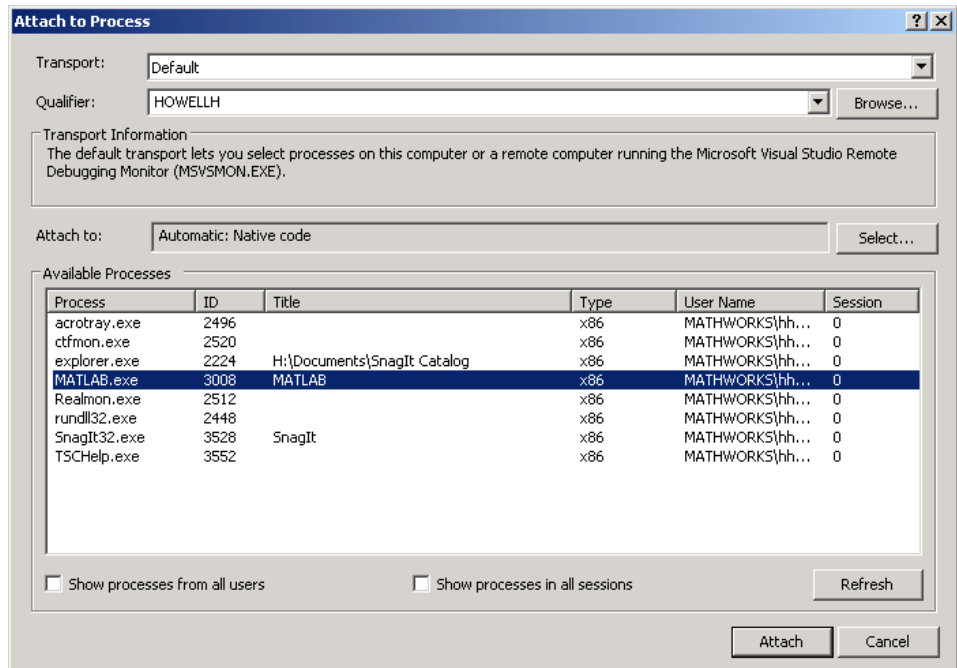 Attach to Process
Transport: Default
Qualifier: HOWELLH Browse...
Transport Information
The default transport lets you select processes on this computer or a remote computer running the Microsoft Visual Studio Remote
Debugging Monitor (MSVSMON.EXE).
Attach to: Automatic: Native code Select...
Available Processes
Process ID Title Type User Name Session
acrotray.exe 2496 x86 MATHWORKS\hh... 0
ctfmon.exe 2520 x86 MATHWORKS\hh... 0
explorer.exe 2224 H:\Documents\SnagIt Catalog x86 MATHWORKS\hh... 0
MATLAB.exe 3008 MATLAB x86 MATHWORKS\hh... 0
Realmon.exe 2512 x86 MATHWORKS\hh... 0
rundll32.exe 2448 x86 MATHWORKS\hh... 0
SnagIt32.exe 3528 SnagIt x86 MATHWORKS\hh... 0
TSCHelp.exe 3552 x86 MATHWORKS\hh... 0
Show processes from all users Show processes in all sessions Refresh
Attach Cancel